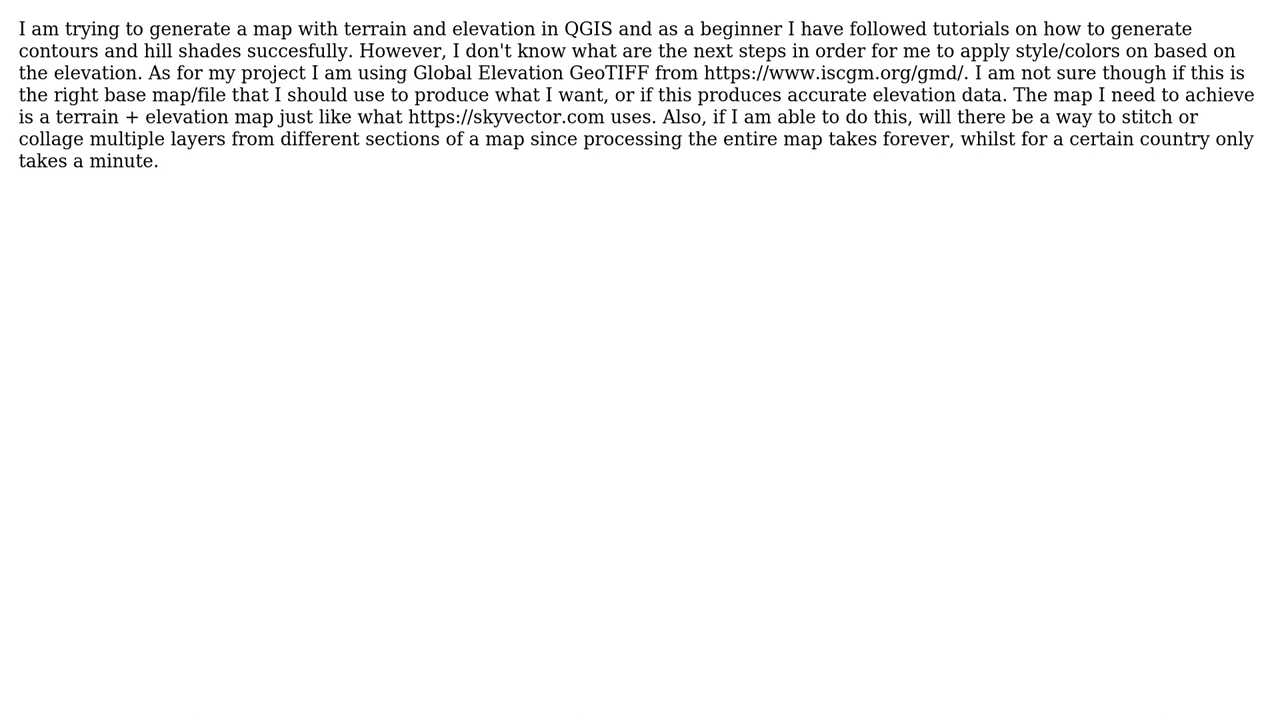 I am trying to generate a map with terrain and elevation in QGIS and as a beginner I have followed tutorials on how to generate
contours and hill shades succesfully. However, I don't know what are the next steps in order for me to apply style/colors on based on
the elevation. As for my project I am using Global Elevation GeoTIFF from https://www.iscgm.org/gmd/. I am not sure though if this is
the right base map/file that I should use to produce what I want, or if this produces accurate elevation data. The map I need to achieve
is a terrain + elevation map just like what https://skyvector.com uses. Also, if I am able to do this, will there be a way to stitch or
collage multiple layers from different sections of a map since processing the entire map takes forever, whilst for a certain country only
takes a minute.